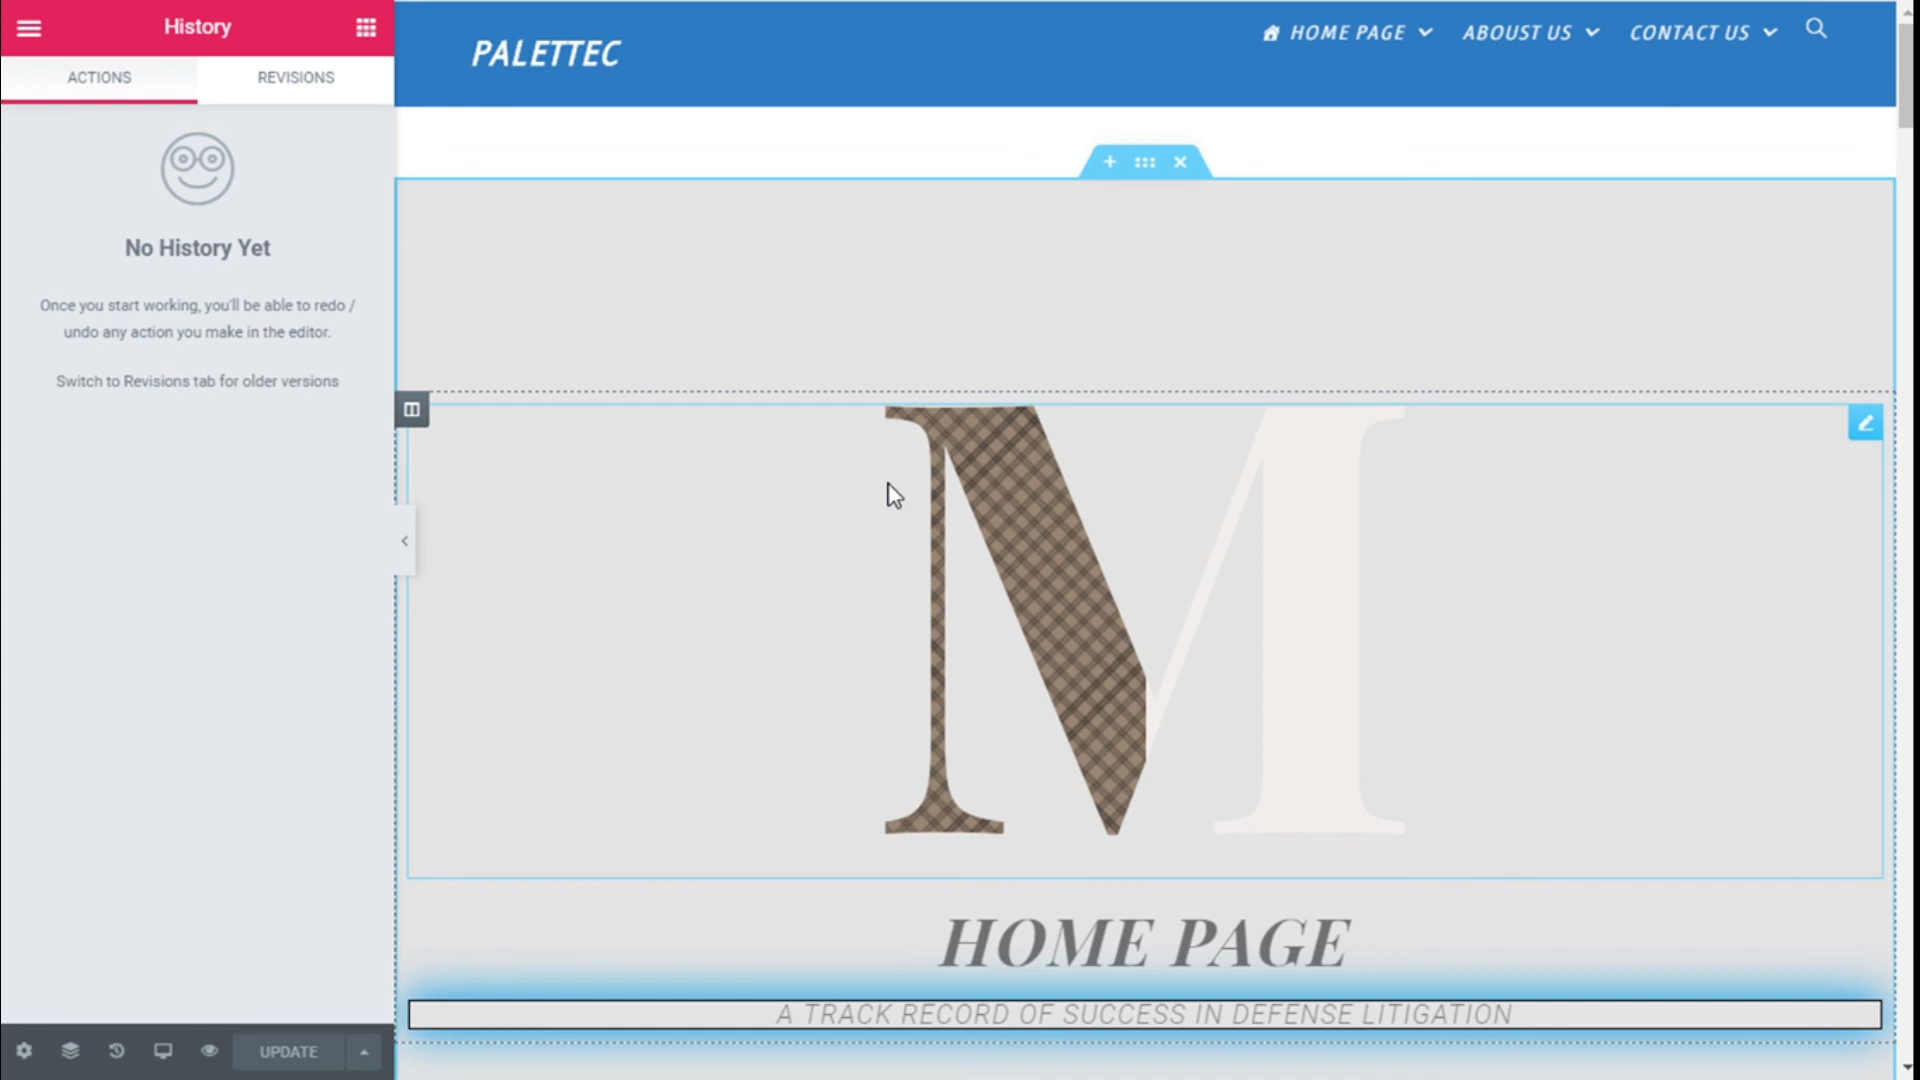 History
ACTIONS
REVISIONS
No History Yet
Once you start working, you'll be able to redo /
undo any action you make in the editor.
Switch to Revisions tab for older versions
UPDATE
PALETTEC
HOME PAGE
ABOUST US
CONTACT US
M
HOME PAGE
A TRACK RECORD OF SUCCESS IN DEFENSE LITIGATION